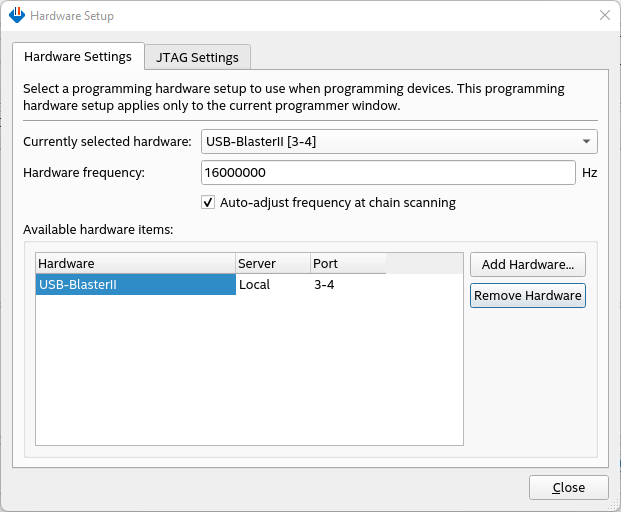 Hardware Setup
Hardware Settings
JTAG Settings
Select a programming hardware setup to use when programming devices. This programming
hardware setup applies only to the current programmer window.
Currently selected hardware:
USB-BlasterII [3-4]
Hardware frequency:
16000000
Hz
Auto-adjust frequency at chain scanning
Available hardware items:
Hardware
Server
Port
USB-BlasterII
Local
3-4
Add Hardware...
Remove Hardware
Close